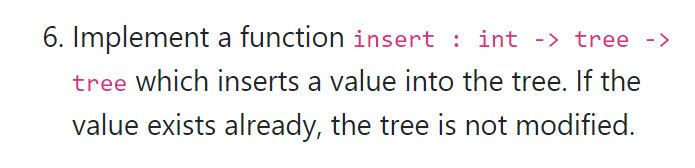 6. Implement a function insert : int -> tree ->
tree which inserts a value into the tree. If the
value exists already, the tree is not modified.